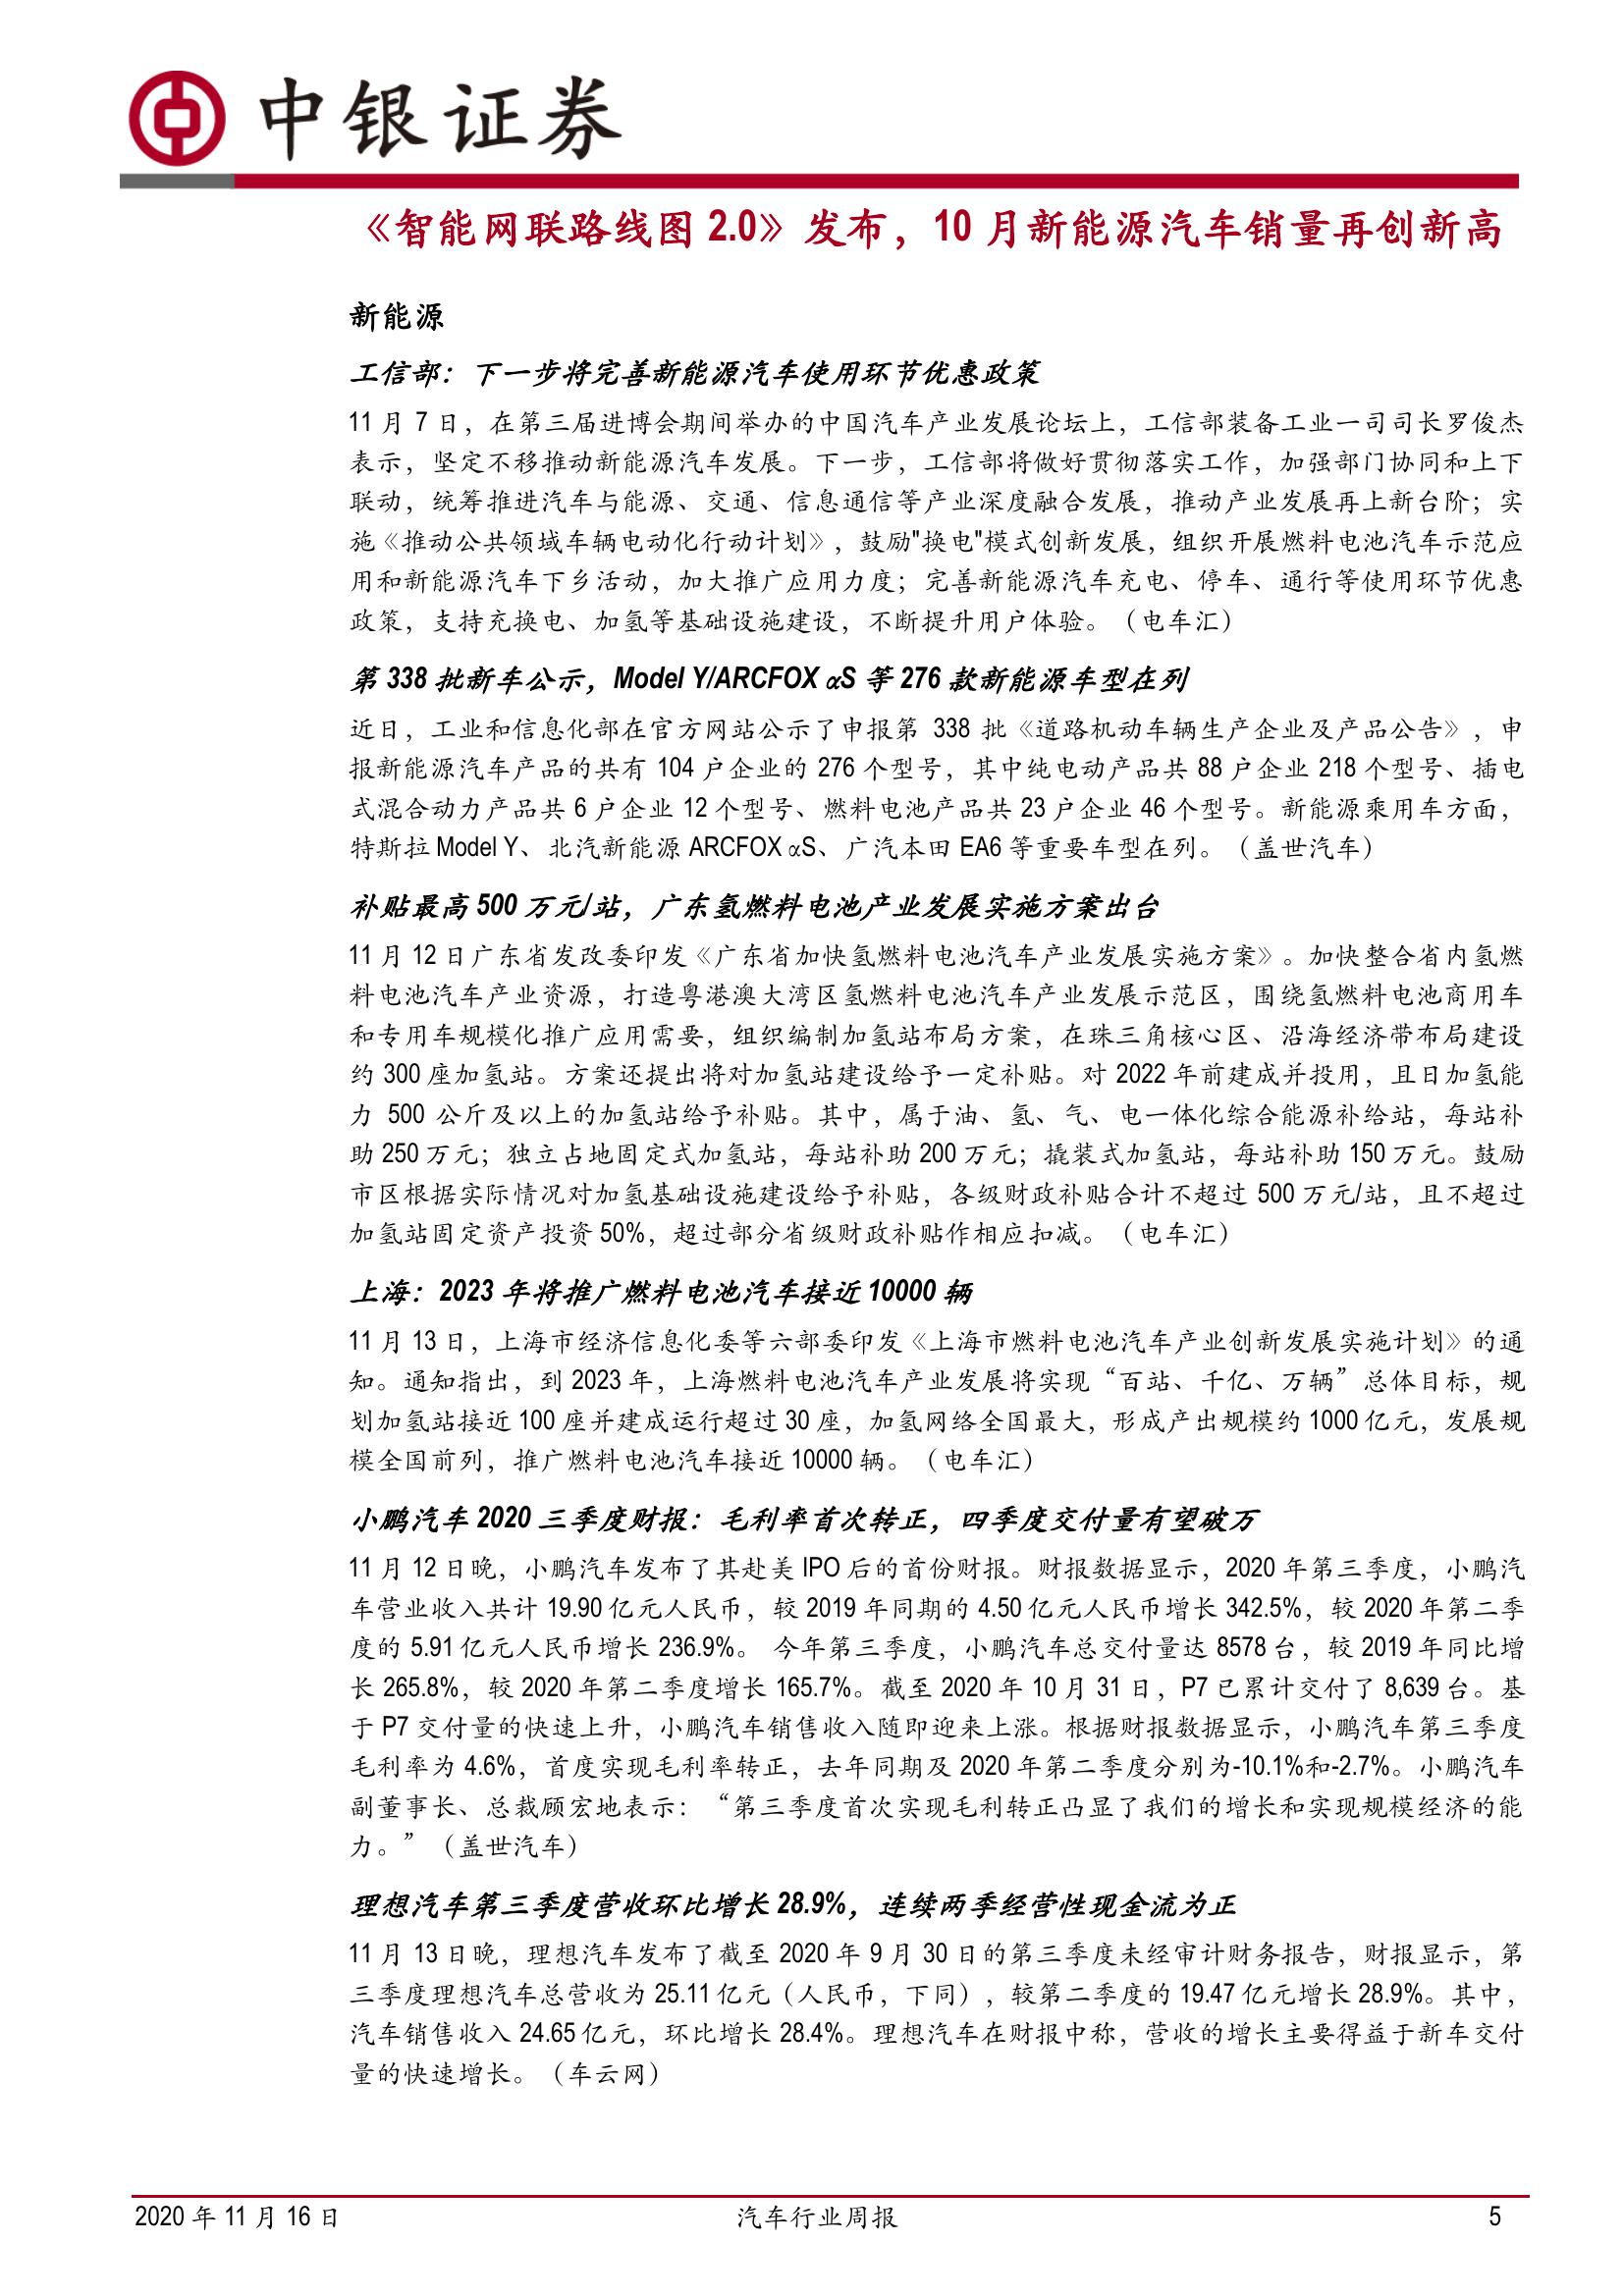 中银证券
《智能网联路线图 2.0》发布，10 月新能源汽车销量再创新高
新能源
工信部：下一步将完善新能源汽车使用环节优惠政策
11 月 7 日，在第三届进博会期间举办的中国汽车产业发展论坛上，工信部装备工业一司司长罗俊杰
表示，坚定不移推动新能源汽车发展。下一步，工信部将做好贯彻落实工作，加强部门协同和上下
联动，统筹推进汽车与能源、交通、信息通信等产业深度融合发展，推动产业发展再上新台阶；实
施《推动公共领域车辆电动化行动计划》，鼓励"换电"模式创新发展，组织开展燃料电池汽车示范应
用和新能源汽车下乡活动，加大推广应用力度；完善新能源汽车充电、停车、通行等使用环节优惠
政策，支持充换电、加氢等基础设施建设，不断提升用户体验。（电车汇）
第 338 批新车公示，Model Y/ARCFOX αS 等 276 款新能源车型在列
近日，工业和信息化部在官方网站公示了申报第 338 批《道路机动车辆生产企业及产品公告》，申
报新能源汽车产品的共有 104 户企业的 276 个型号，其中纯电动产品共 88 户企业 218 个型号、插电
式混合动力产品共 6 户企业 12 个型号、燃料电池产品共 23 户企业 46 个型号。新能源乘用车方面，
特斯拉 Model Y、北汽新能源 ARCFOX αS、广汽本田 EA6 等重要车型在列。（盖世汽车）
补贴最高 500 万元/站，广东氢燃料电池产业发展实施方案出台
11 月 12 日广东省发改委印发《广东省加快氢燃料电池汽车产业发展实施方案》。加快整合省内氢燃
料电池汽车产业资源，打造粤港澳大湾区氢燃料电池汽车产业发展示范区，围绕氢燃料电池商用车
和专用车规模化推广应用需要，组织编制加氢站布局方案，在珠三角核心区、沿海经济带布局建设
约 300 座加氢站。方案还提出将对加氢站建设给予一定补贴。对 2022 年前建成并投用，且日加氢能
力 500 公斤及以上的加氢站给予补贴。其中，属于油、氢、气、电一体化综合能源补给站，每站补
助 250 万元；独立占地固定式加氢站，每站补助 200 万元；撬装式加氢站，每站补助 150 万元。鼓励
市区根据实际情况对加氢基础设施建设给予补贴，各级财政补贴合计不超过 500 万元/站，且不超过
加氢站固定资产投资 50%，超过部分省级财政补贴作相应扣减。（电车汇）
上海：2023 年将推广燃料电池汽车接近 10000 辆
11 月 13 日，上海市经济信息化委等六部委印发《上海市燃料电池汽车产业创新发展实施计划》的通
知。通知指出，到 2023 年，上海燃料电池汽车产业发展将实现“百站、千亿、万辆”总体目标，规
划加氢站接近 100 座并建成运行超过 30 座，加氢网络全国最大，形成产出规模约 1000 亿元，发展规
模全国前列，推广燃料电池汽车接近 10000 辆。（电车汇）
小鹏汽车 2020 三季度财报：毛利率首次转正，四季度交付量有望破万
11 月 12 日晚，小鹏汽车发布了其赴美 IPO 后的首份财报。财报数据显示，2020 年第三季度，小鹏汽
车营业收入共计 19.90 亿元人民币，较 2019 年同期的 4.50 亿元人民币增长 342.5%，较 2020 年第二季
度的 5.91 亿元人民币增长 236.9%。 今年第三季度，小鹏汽车总交付量达 8578 台，较 2019 年同比增
长 265.8%，较 2020 年第二季度增长 165.7%。截至 2020 年 10 月 31 日，P7 已累计交付了 8,639 台。基
于 P7 交付量的快速上升，小鹏汽车销售收入随即迎来上涨。根据财报数据显示，小鹏汽车第三季度
毛利率为 4.6%，首度实现毛利率转正，去年同期及 2020 年第二季度分别为-10.1%和-2.7%。小鹏汽车
副董事长、总裁顾宏地表示：“第三季度首次实现毛利转正凸显了我们的增长和实现规模经济的能
力。”（盖世汽车）
理想汽车第三季度营收环比增长 28.9%，连续两季经营性现金流为正
11 月 13 日晚，理想汽车发布了截至 2020 年 9 月 30 日的第三季度未经审计财务报告，财报显示，第
三季度理想汽车总营收为 25.11 亿元（人民币，下同），较第二季度的 19.47 亿元增长 28.9%。其中，
汽车销售收入 24.65 亿元，环比增长 28.4%。理想汽车在财报中称，营收的增长主要得益于新车交付
量的快速增长。（车云网）
2020 年 11 月 16 日 汽车行业周报 5